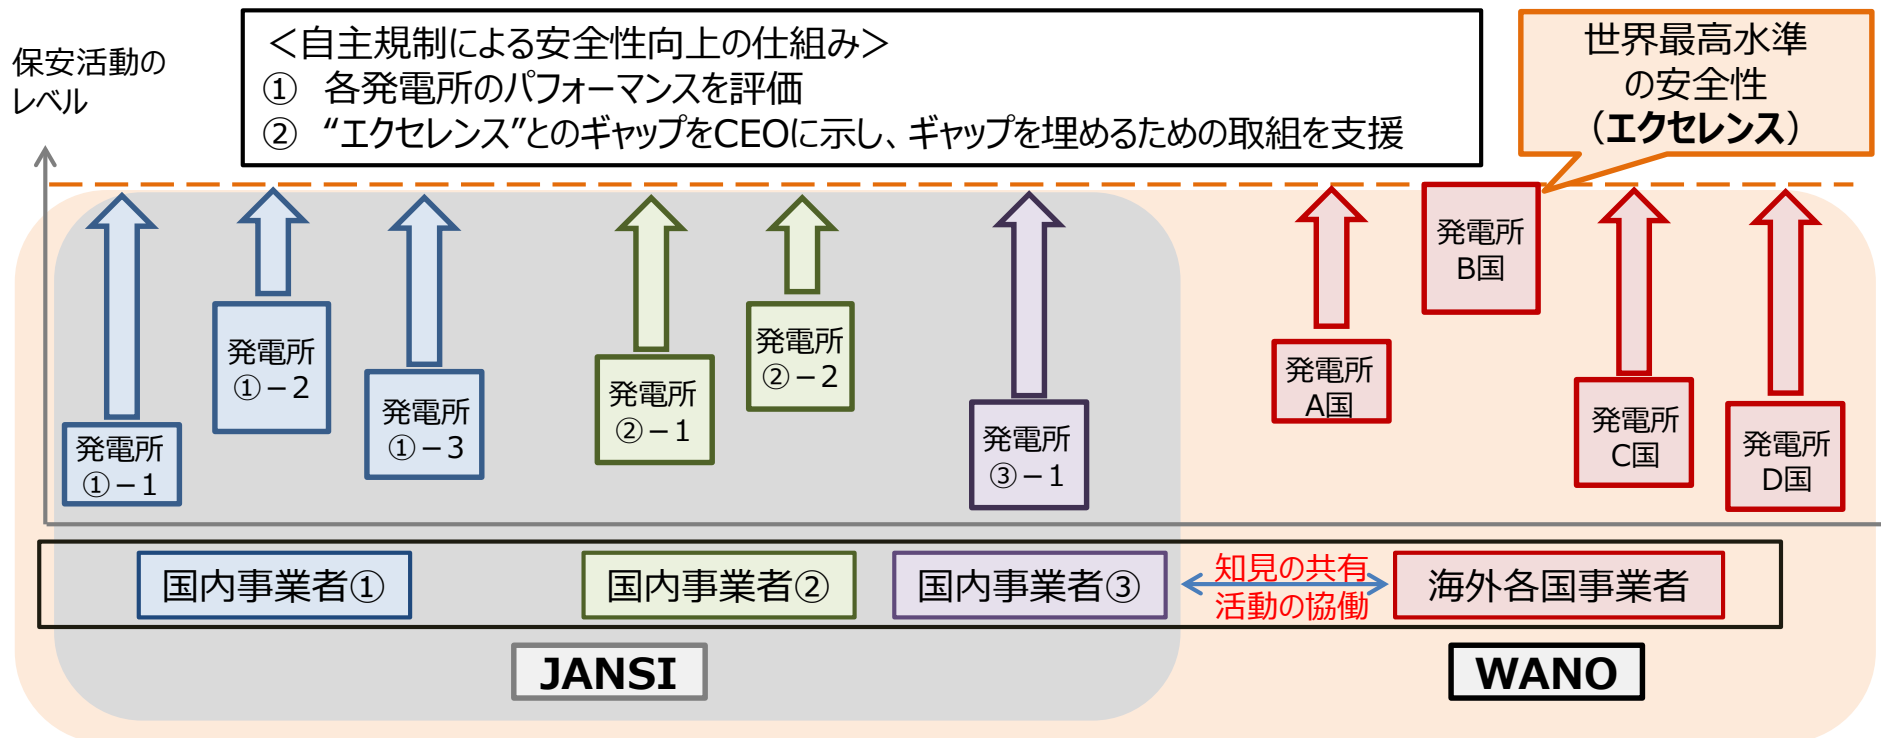 保安活動の
レベル
＜自主規制による安全性向上の仕組み＞
① 各発電所のパフォーマンスを評価
② “エクセレンス”とのギャップをCEOに示し、ギャップを埋めるための取組を支援
世界最高水準
の安全性
（エクセレンス）
発電所
①－1
発電所
①－2
発電所
①－3
発電所
②－1
発電所
②－2
発電所
③－1
発電所
A国
発電所
B国
発電所
C国
発電所
D国
国内事業者①
国内事業者②
国内事業者③
知見の共有
活動の協働
海外各国事業者
JANSI
WANO